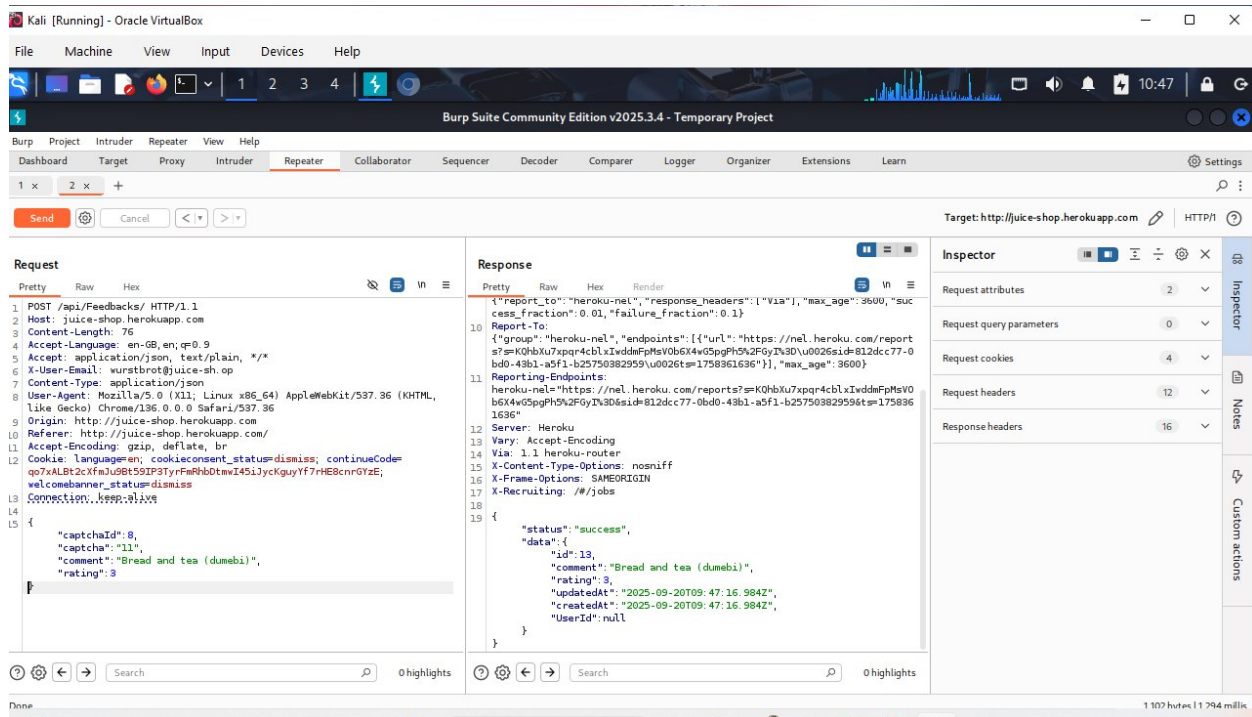 Kali [Running] - Oracle VirtualBox
File Machine View Input Devices Help
1 2 3 4 10:47
Burp Suite Community Edition v2025.3.4 - Temporary Project
Burp Project Intruder Repeater View Help
Dashboard Target Proxy Intruder Repeater Collaborator Sequencer Decoder Comparer Logger Organizer Extensions Learn Settings
1 × 2 × +
Send Cancel < >
Target: http://juice-shop.herokuapp.com HTTP/1
Request
Pretty Raw Hex
\n
1 POST /api/Feedbacks/ HTTP/1.1
2 Host: juice-shop.herokuapp.com
3 Content-Length: 76
4 Accept-Language: en-GB,en;q=0.9
5 Accept: application/json, text/plain, */*
6 X-User-Email: wurstbrot@juice-sh.op
7 Content-Type: application/json
8 User-Agent: Mozilla/5.0 (X11; Linux x86_64) AppleWebKit/537.36 (KHTML,
like Gecko) Chrome/136.0.0.0 Safari/537.36
9 Origin: http://juice-shop.herokuapp.com
10 Referer: http://juice-shop.herokuapp.com/
11 Accept-Encoding: gzip, deflate, br
12 Cookie: language=en; cookieconsent_status=dismiss; continueCode=
qo7xALBt2cXfmJu9Bt59IP3TyrFmRhbDtmwI45iJycKguyYf7rHE8cnrGYzE;
welcomebanner_status=dismiss
13 Connection: keep-alive
14
15 {
"captchaId":8,
"captcha":"11",
"comment":"Bread and tea (dumebi)",
"rating":3
}
Search 0 highlights
Response
Pretty Raw Hex Render
\n
{"report_to":"heroku-nel","response_headers":["Via"],"max_age":3600,"suc
cess_fraction":0.01,"failure_fraction":0.1}
10 Report-To:
{"group":"heroku-nel","endpoints":[{"url":"https://nel.heroku.com/report
s?s=KQhbXu7xpqr4cblxIwddmFpMsVOb6X4wG5pgPh5%2FGyI%3D\u0026sid=812dcc77-0
bd0-43b1-a5f1-b25750382959\u0026ts=1758361636"}],"max_age":3600}
11 Reporting-Endpoints:
heroku-nel="https://nel.heroku.com/reports?s=KQhbXu7xpqr4cblxIwddmFpMsVO
b6X4wG5pgPh5%2FGyI%3D&sid=812dcc77-0bd0-43b1-a5f1-b25750382959&ts=175836
1636"
12 Server: Heroku
13 Vary: Accept-Encoding
14 Via: 1.1 heroku-router
15 X-Content-Type-Options: nosniff
16 X-Frame-Options: SAMEORIGIN
17 X-Recruiting: /#/jobs
18
19 {
"status":"success",
"data":{
"id":13,
"comment":"Bread and tea (dumebi)",
"rating":3,
"updatedAt":"2025-09-20T09:47:16.984Z",
"createdAt":"2025-09-20T09:47:16.984Z",
"UserId":null
}
}
Search 0 highlights
Inspector
Request attributes 2
Request query parameters 0
Request cookies 4
Request headers 12
Response headers 16
Inspector
Notes
Custom actions
Done
1,102 bytes | 1,294 millis